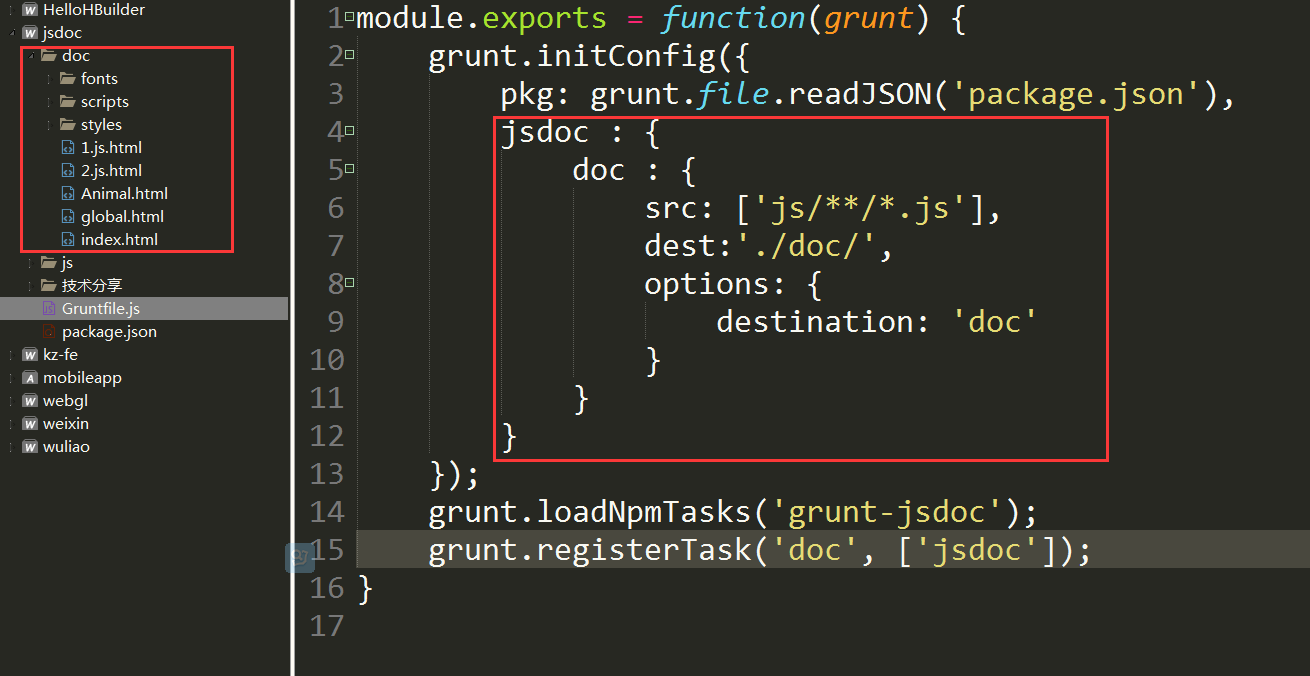 HelloHBuilder
jsdoc
doc
fonts
scripts
styles
1.js.html
2.js.html
Animal.html
global.html
index.html
js
技术分享
Gruntfile.js
package.json
kz-fe
mobileapp
webgl
weixin
wuliao
1 module.exports = function(grunt) {
2 grunt.initConfig({
3 pkg: grunt.file.readJSON('package.json'),
4 jsdoc : {
5 doc : {
6 src: ['js/**/*.js'],
7 dest:'./doc/',
8 options: {
9 destination: 'doc'
10 }
11 }
12 }
13 });
14 grunt.loadNpmTasks('grunt-jsdoc');
15 grunt.registerTask('doc', ['jsdoc']);
16 }
17